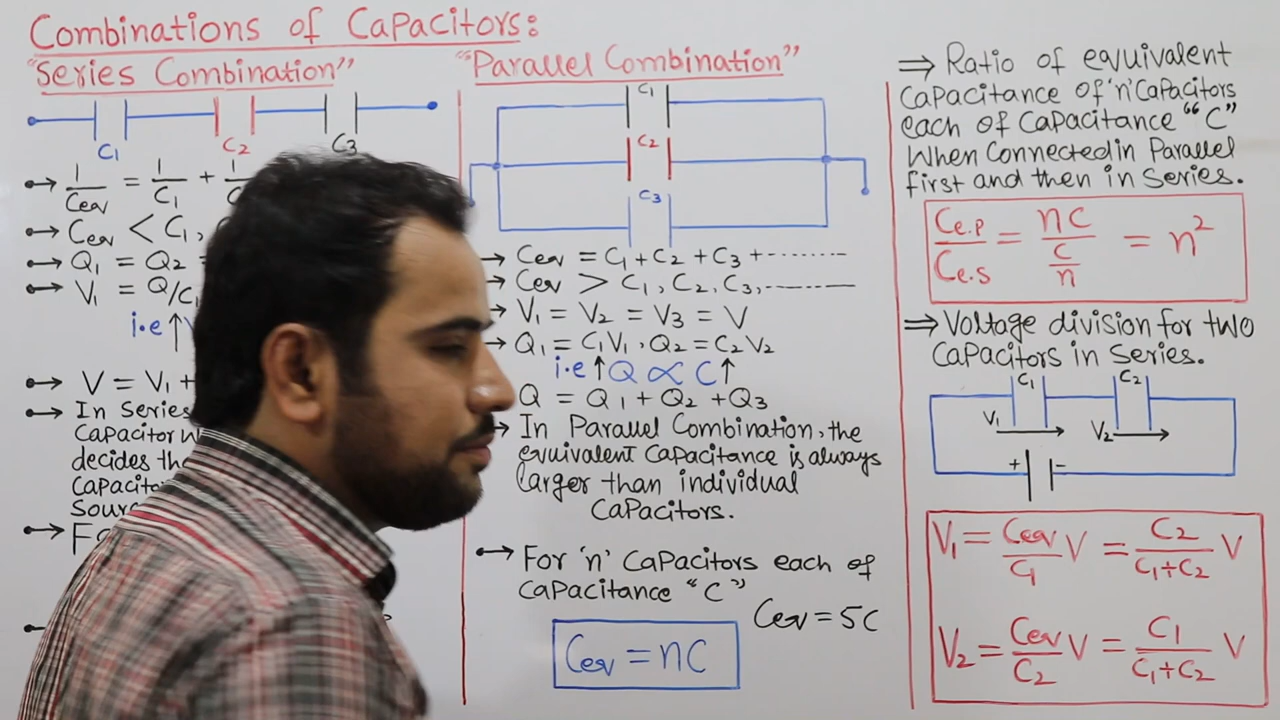 Combinations of Capacitors:
"Series Combination"
C1 C2 C3
→ 1/Ceq = 1/C1 + 1/
→ Ceq < C1,
→ Q1 = Q2 =
→ V1 = Q/C1
i.e ↑
→ V = V1 +
→ In Series
Capacitor
decides the
Source
"Parallel Combination"
C1
C2
C3
→ Ceq = C1 + C2 + C3 + ........
→ Ceq > C1, C2, C3, ........
→ V1 = V2 = V3 = V
→ Q1 = C1V1, Q2 = C2V2
i.e ↑ Q ∝ C ↑
Q = Q1 + Q2 + Q3
→ In Parallel Combination, the
equivalent capacitance is always
larger than individual
Capacitors.
→ For 'n' Capacitors each of
capacitance "C"
Ceq = 5C
Ceq = nC
⇒ Ratio of equivalent
Capacitance of 'n' Capacitors
each of Capacitance "C"
When Connected in Parallel
first and then in Series.
Ce.p/Ce.s = nC/(C/n) = n²
⇒ Voltage division for two
Capacitors in Series.
C1 C2
V1 → V2 →
+ -
V1 = Ceq/C1 V = C2/(C1+C2) V
V2 = Ceq/C2 V = C1/(C1+C2) V